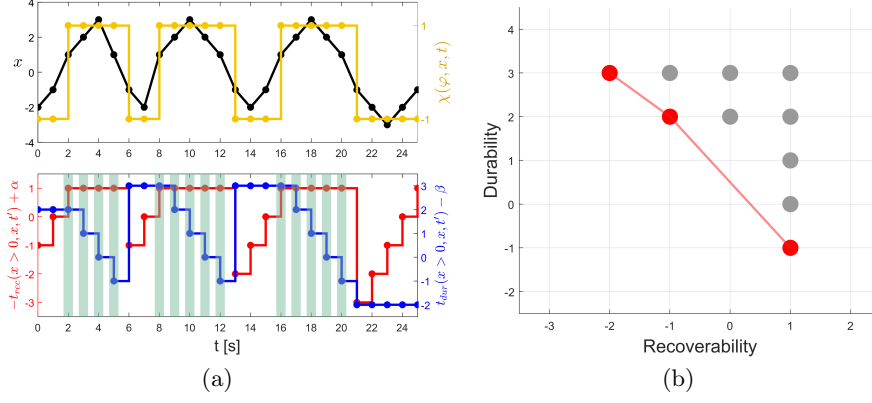 4
2
0
-2
-4
x
1
-1
χ(φ, x, t)
0 2 4 6 8 10 12 14 16 18 20 22 24
1
0
-1
-2
-3
−t_rec(x > 0, x, t′) + α
3
2
1
0
-1
-2
t_dur(x > 0, x, t′) − β
0 2 4 6 8 10 12 14 16 18 20 22 24
t [s]
(a)
4
3
2
1
0
-1
-2
Durability
-3 -2 -1 0 1 2
Recoverability
(b)